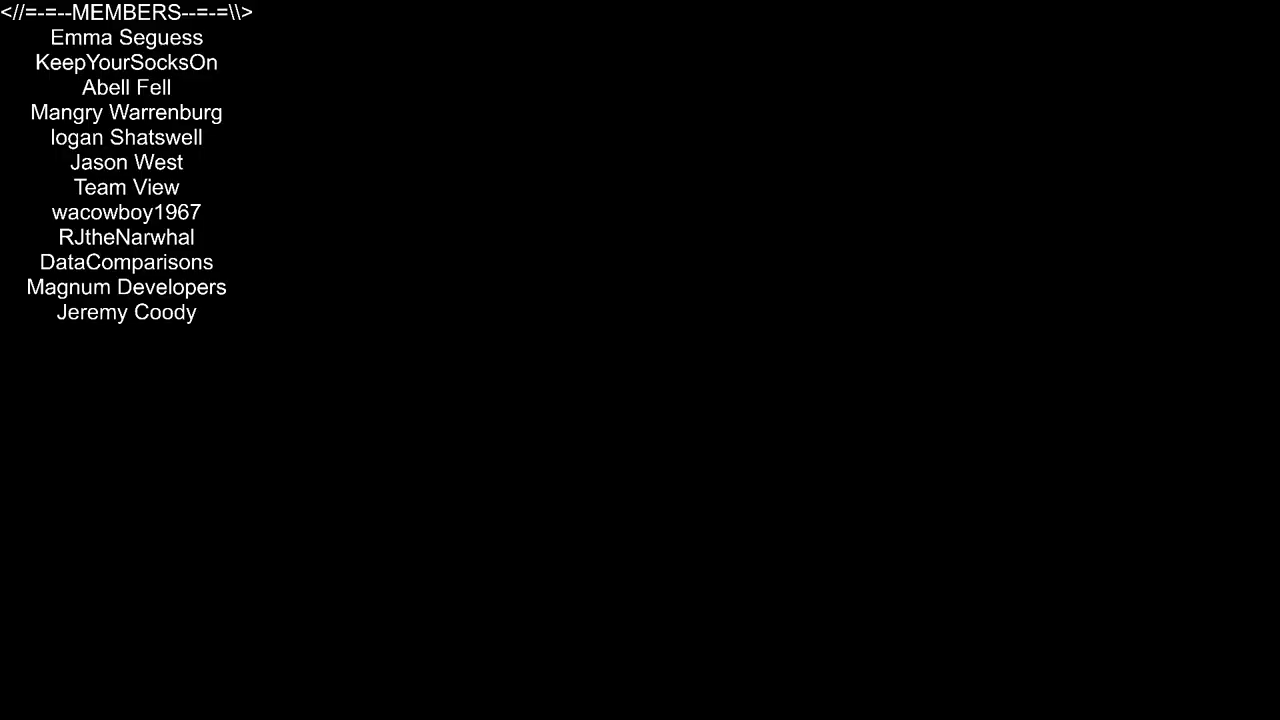 <//=-=--MEMBERS--=-=\\>
Emma Seguess
KeepYourSocksOn
Abell Fell
Mangry Warrenburg
logan Shatswell
Jason West
Team View
wacowboy1967
RJtheNarwhal
DataComparisons
Magnum Developers
Jeremy Coody